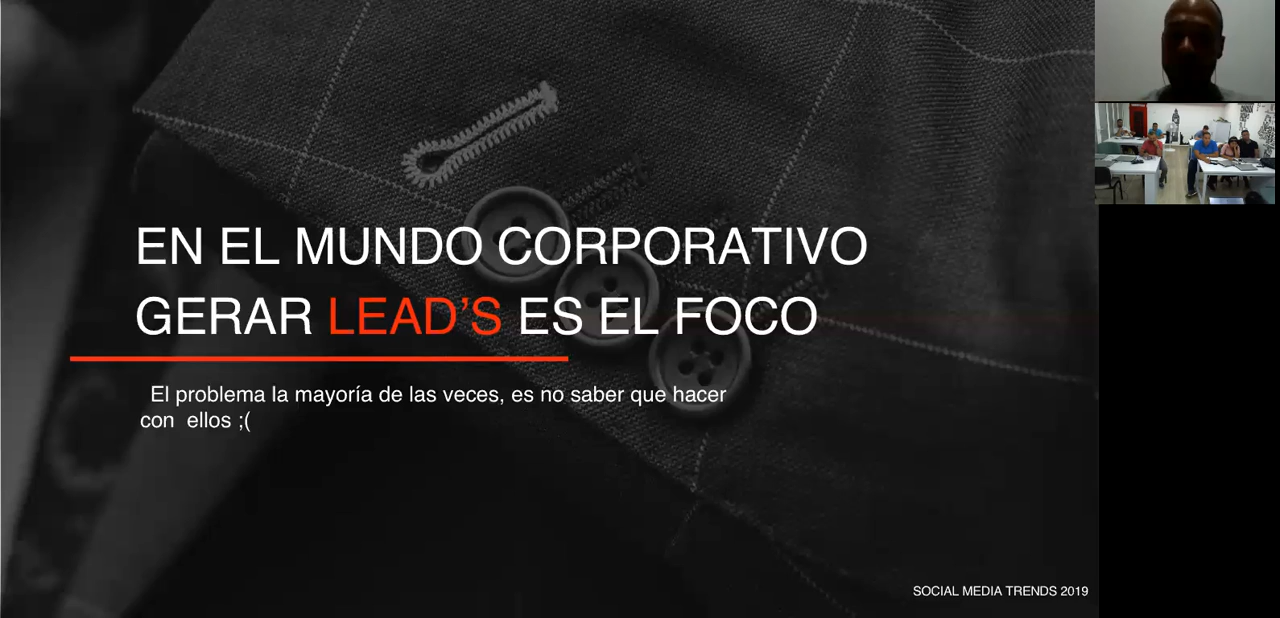 EN EL MUNDO CORPORATIVO
GERAR LEAD’S ES EL FOCO
El problema la mayoría de las veces, es no saber que hacer
con ellos ;(
SOCIAL MEDIA TRENDS 2019